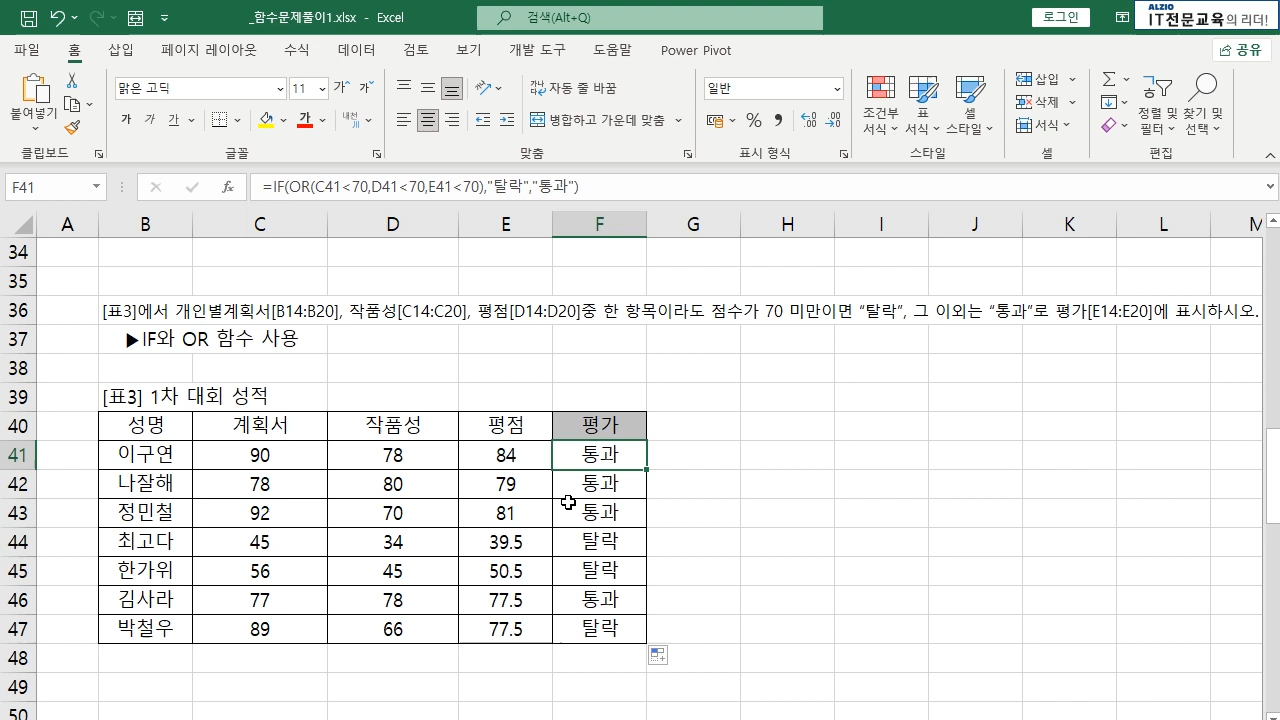 _함수문제풀이1.xlsx - Excel
검색(Alt+Q)
로그인
ALZIO
IT전문교육의 리더!
파일 홈 삽입 페이지 레이아웃 수식 데이터 검토 보기 개발 도구 도움말 Power Pivot
공유
붙여넣기
맑은 고딕 11 가 가
가 가 가 가 내천
자동 줄 바꿈
병합하고 가운데 맞춤
일반
조건부 서식
표 서식
셀 스타일
삽입
삭제
서식
정렬 및 필터
찾기 및 선택
클립보드 글꼴 맞춤 표시 형식 스타일 셀 편집
F41 fx =IF(OR(C41<70,D41<70,E41<70),"탈락","통과")
A B C D E F G H I J K L M
34
35
36 [표3]에서 개인별계획서[B14:B20], 작품성[C14:C20], 평점[D14:D20]중 한 항목이라도 점수가 70 미만이면 “탈락”, 그 이외는 “통과”로 평가[E14:E20]에 표시하시오.
37 ▶IF와 OR 함수 사용
38
39 [표3] 1차 대회 성적
40 성명 계획서 작품성 평점 평가
41 이구연 90 78 84 통과
42 나잘해 78 80 79 통과
43 정민철 92 70 81 통과
44 최고다 45 34 39.5 탈락
45 한가위 56 45 50.5 탈락
46 김사라 77 78 77.5 통과
47 박철우 89 66 77.5 탈락
48
49
50